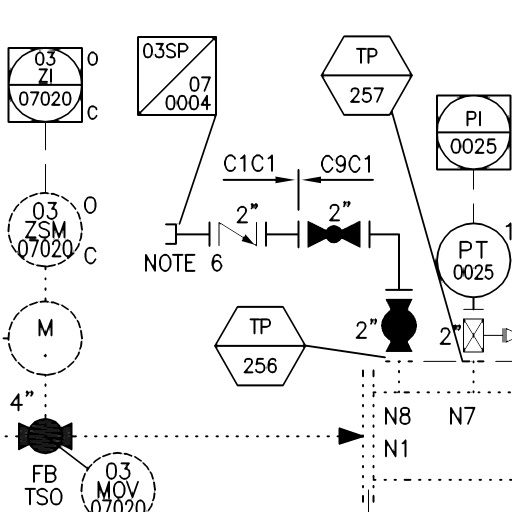 03
ZI
07020
O
C
03SP
07
0004
TP
257
PI
0025
C1C1
C9C1
03
ZSM
07020
O
C
2"
2"
NOTE 6
PT
0025
1
M
TP
256
2"
2"
4"
N8
N7
N1
FB
TSO
03
MOV
07020